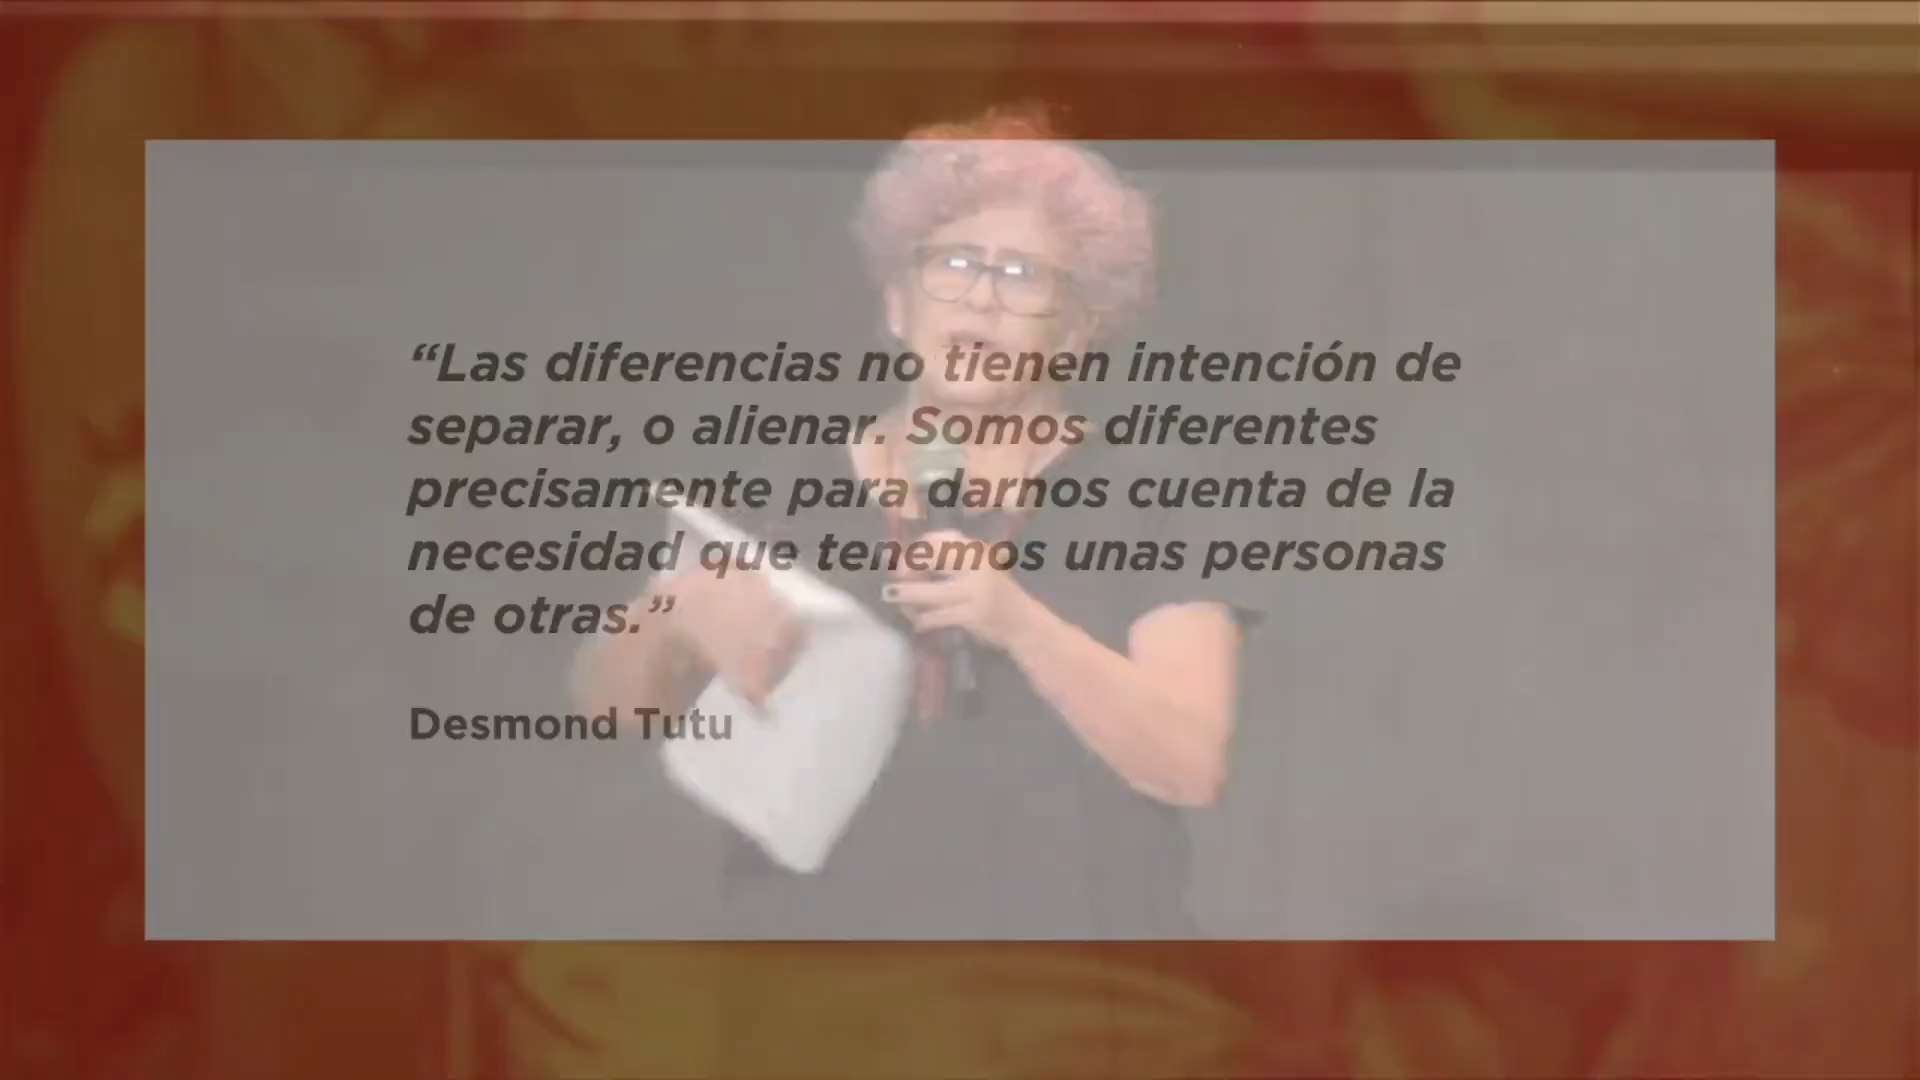 “Las diferencias no tienen intención de
separar, o alienar. Somos diferentes
precisamente para darnos cuenta de la
necesidad que tenemos unas personas
de otras.”
Desmond Tutu